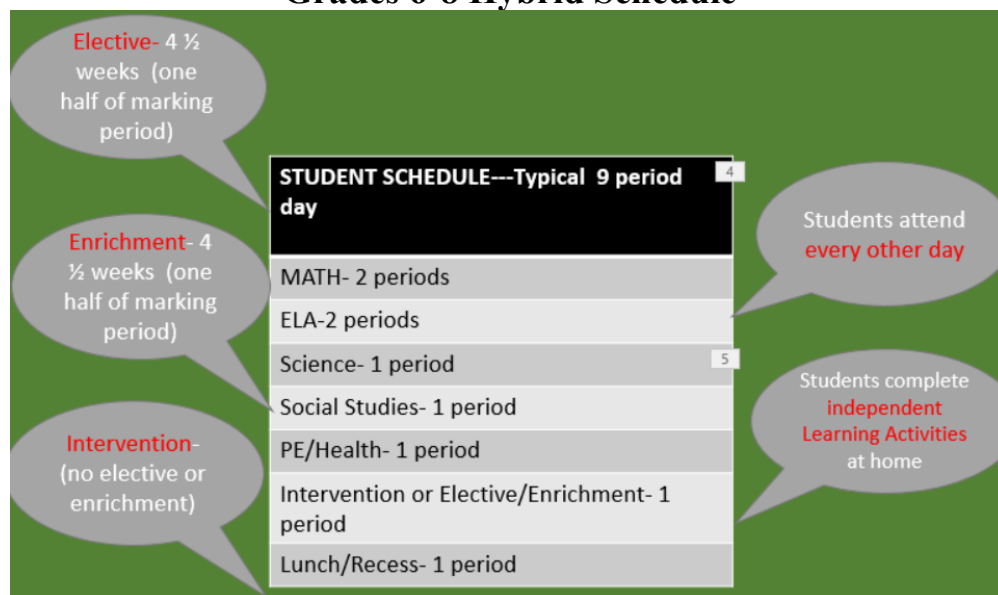 Grades 6-8 Hybrid Schedule
Elective- 4 ½
weeks (one
half of marking
period)
Enrichment- 4
½ weeks (one
half of marking
period)
Intervention-
(no elective or
enrichment)
STUDENT SCHEDULE---Typical 9 period
day
4
MATH- 2 periods
ELA-2 periods
Science- 1 period
5
Social Studies- 1 period
PE/Health- 1 period
Intervention or Elective/Enrichment- 1
period
Lunch/Recess- 1 period
Students attend
every other day
Students complete
independent
Learning Activities
at home